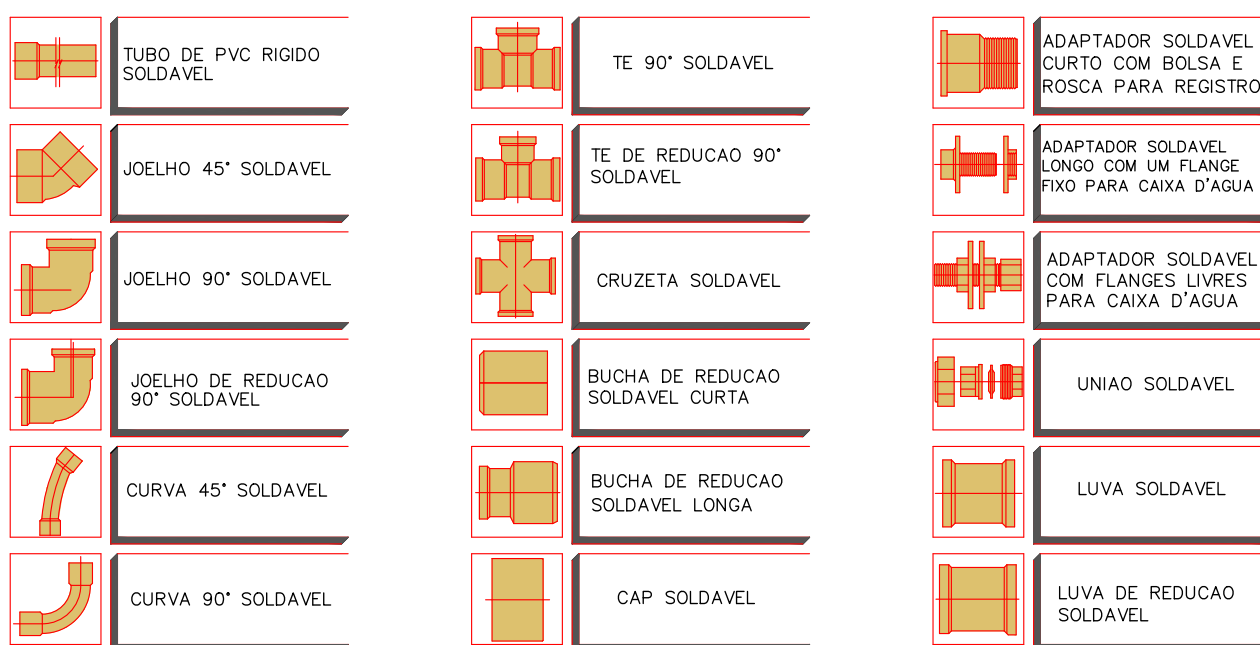 TUBO DE PVC RIGIDO
SOLDAVEL
JOELHO 45° SOLDAVEL
JOELHO 90° SOLDAVEL
JOELHO DE REDUCAO
90° SOLDAVEL
CURVA 45° SOLDAVEL
CURVA 90° SOLDAVEL
TE 90° SOLDAVEL
TE DE REDUCAO 90°
SOLDAVEL
CRUZETA SOLDAVEL
BUCHA DE REDUCAO
SOLDAVEL CURTA
BUCHA DE REDUCAO
SOLDAVEL LONGA
CAP SOLDAVEL
ADAPTADOR SOLDAVEL
CURTO COM BOLSA E
ROSCA PARA REGISTRO
ADAPTADOR SOLDAVEL
LONGO COM UM FLANGE
FIXO PARA CAIXA D'AGUA
ADAPTADOR SOLDAVEL
COM FLANGES LIVRES
PARA CAIXA D'AGUA
UNIAO SOLDAVEL
LUVA SOLDAVEL
LUVA DE REDUCAO
SOLDAVEL